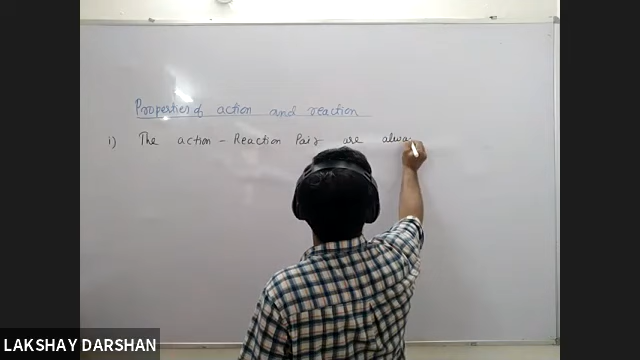 Properties of action and reaction
1) The action - Reaction Pair are alwa
LAKSHAY DARSHAN